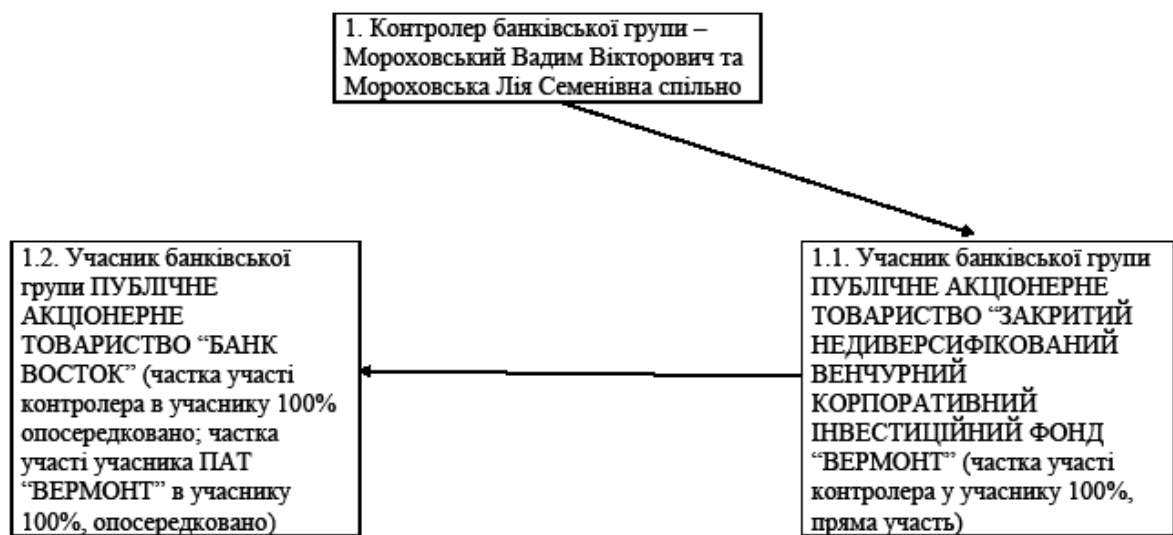 1. Контролер банківської групи –
Мороховський Вадим Вікторович та
Мороховська Лія Семенівна спільно
1.2. Учасник банківської
групи ПУБЛІЧНЕ
АКЦІОНЕРНЕ
ТОВАРИСТВО “БАНК
ВОСТОК” (частка участі
контролера в учаснику 100%
опосередковано; частка
участі учасника ПАТ
“ВЕРМОНТ” в учаснику
100%, опосередковано)
1.1. Учасник банківської групи
ПУБЛІЧНЕ АКЦІОНЕРНЕ
ТОВАРИСТВО “ЗАКРИТИЙ
НЕДИВЕРСИФІКОВАНИЙ
ВЕНЧУРНИЙ
КОРПОРАТИВНИЙ
ІНВЕСТИЦІЙНИЙ ФОНД
“ВЕРМОНТ” (частка участі
контролера у учаснику 100%,
пряма участь)